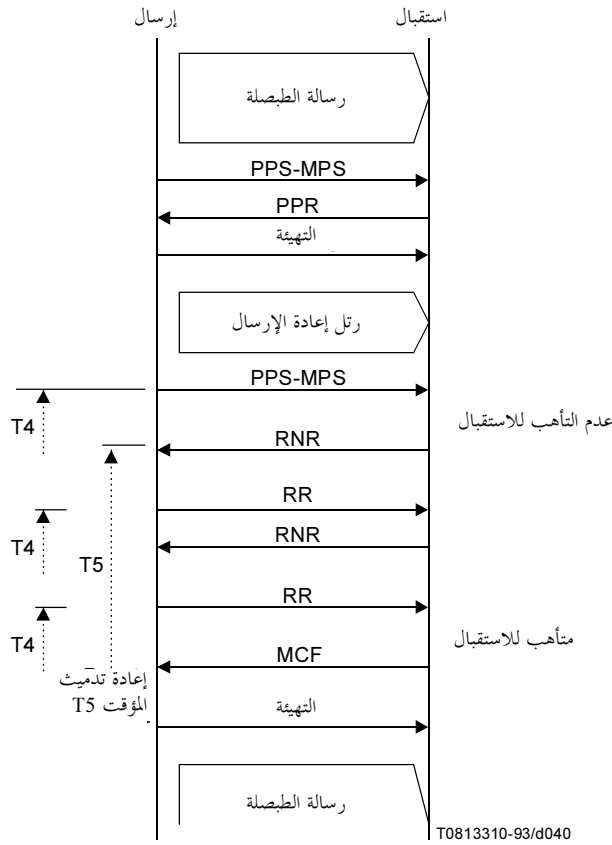 إرسال
استقبال
رسالة الطبصلة
PPS-MPS
PPR
التهيئة
رتل إعادة الإرسال
PPS-MPS
T4
عدم التأهب للاستقبال
RNR
RR
T4
T5
RNR
RR
T4
متأهب للاستقبال
MCF
إعادة تدميث
المؤقت T5
التهيئة
رسالة الطبصلة
T0813310-93/d040